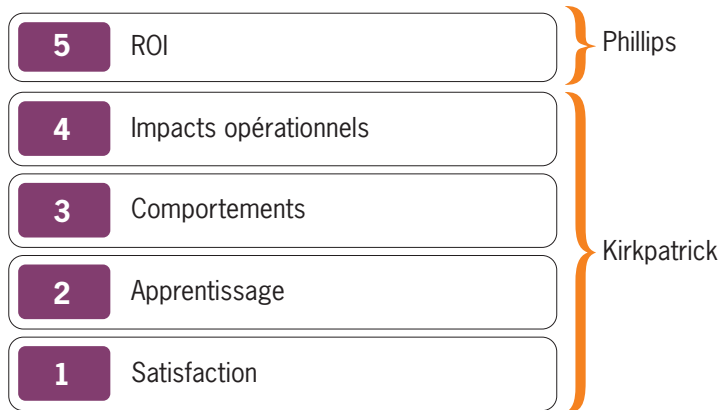 5 ROI
Phillips
4 Impacts opérationnels
3 Comportements
Kirkpatrick
2 Apprentissage
1 Satisfaction